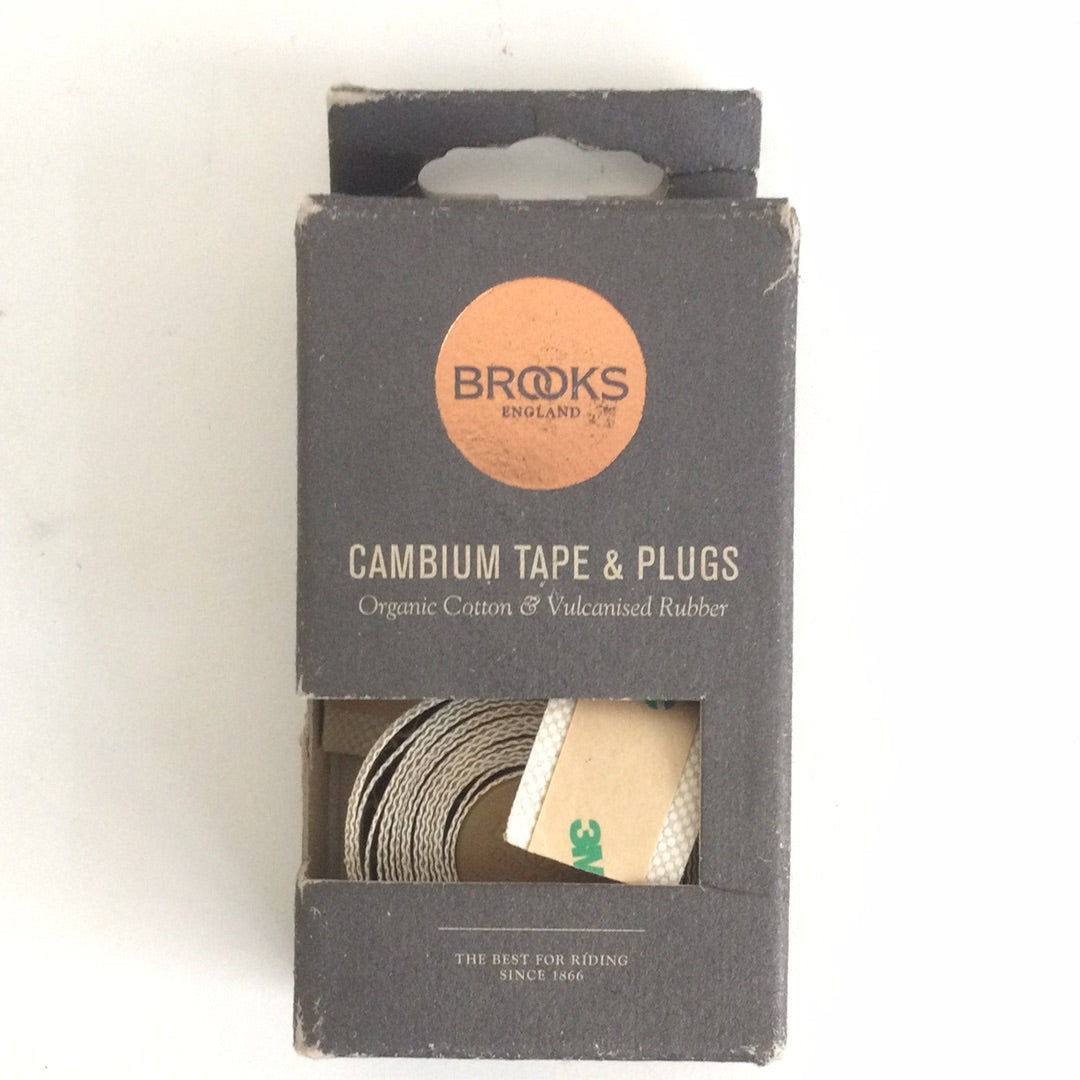 BROOKS
ENGLAND
CAMBIUM TAPE & PLUGS
Organic Cotton & Vulcanised Rubber
3M
THE BEST FOR RIDING
SINCE 1866